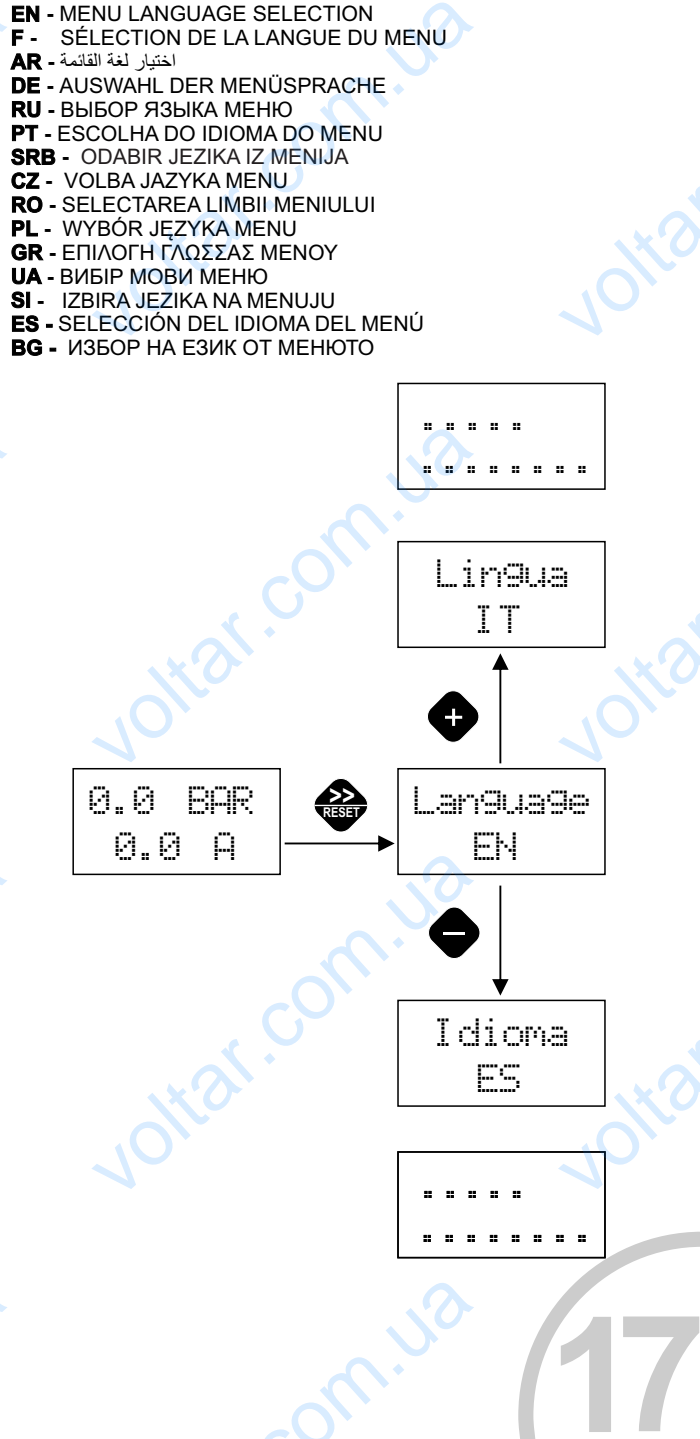 EN - MENU LANGUAGE SELECTION
F - SÉLECTION DE LA LANGUE DU MENU
AR - اختيار لغة القائمة
DE - AUSWAHL DER MENÜSPRACHE
RU - ВЫБОР ЯЗЫКА МЕНЮ
PT - ESCOLHA DO IDIOMA DO MENU
SRB - ODABIR JEZIKA IZ MENIJA
CZ - VOLBA JAZYKA MENU
RO - SELECTAREA LIMBII MENIULUI
PL - WYBÓR JĘZYKA MENU
GR - ΕΠΙΛΟΓΗ ΓΛΩΣΣΑΣ ΜΕΝΟΥ
UA - ВИБІР МОВИ МЕНЮ
SI - IZBIRA JEZIKA NA MENUJU
ES - SELECCIÓN DEL IDIOMA DEL MENÚ
BG - ИЗБОР НА ЕЗИК ОТ МЕНЮТО
.....
........
Lingua
IT
+
0.0 BAR
0.0 A
>>
RESET
Language
EN
−
Idioma
ES
.....
........
17
voltar.com.ua